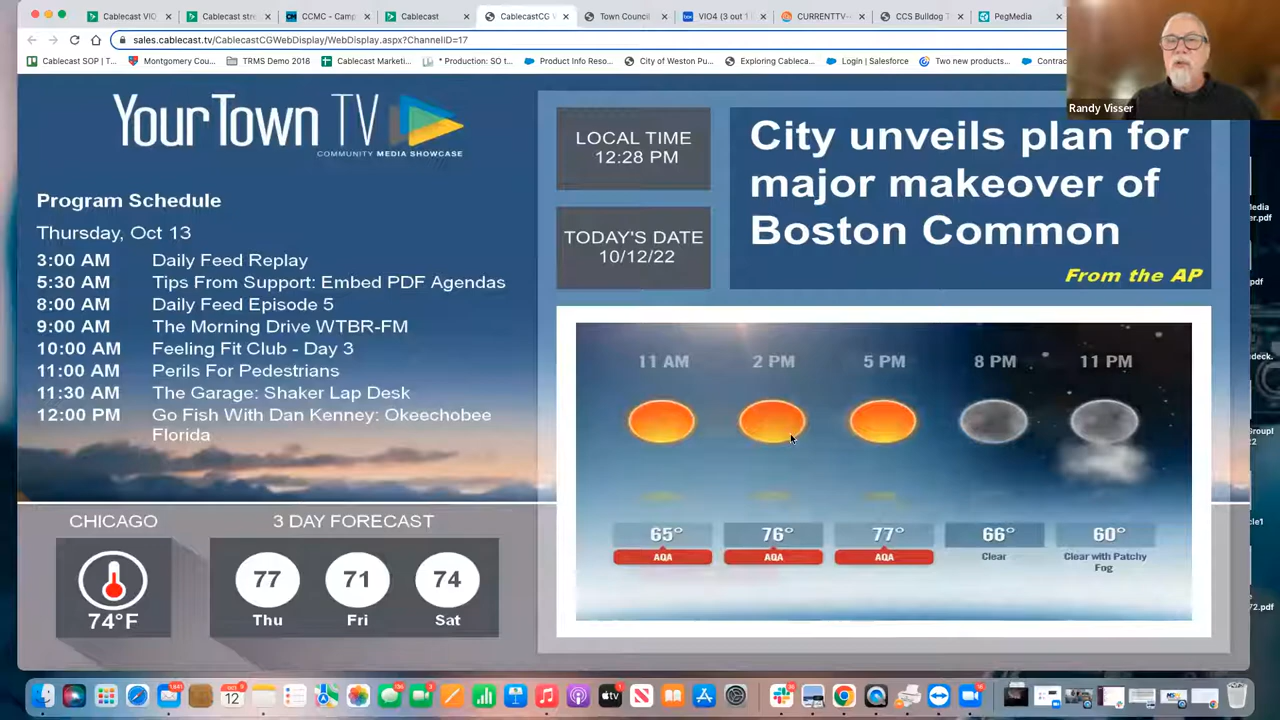 Cablecast VIO
Cablecast stre
CCMC - Camp
Cablecast
CablecastCG V
Town Council
VIO4 (3 out 1
CURRENTTV-
CCS Bulldog T
PegMedia
sales.cablecast.tv/CablecastCGWebDisplay/WebDisplay.aspx?ChannelID=17
Cablecast SOP | T...
Montgomery Cou...
TRMS Demo 2018
Cablecast Marketi...
* Production: SO t...
Product Info Reso...
City of Weston Pu...
Exploring Cableca...
Login | Salesforce
Two new products...
Contrac
Randy Visser
YourTown TV
COMMUNITY MEDIA SHOWCASE
Program Schedule
Thursday, Oct 13
3:00 AM Daily Feed Replay
5:30 AM Tips From Support: Embed PDF Agendas
8:00 AM Daily Feed Episode 5
9:00 AM The Morning Drive WTBR-FM
10:00 AM Feeling Fit Club - Day 3
11:00 AM Perils For Pedestrians
11:30 AM The Garage: Shaker Lap Desk
12:00 PM Go Fish With Dan Kenney: Okeechobee
Florida
LOCAL TIME
12:28 PM
TODAY'S DATE
10/12/22
City unveils plan for
major makeover of
Boston Common
From the AP
11 AM 2 PM 5 PM 8 PM 11 PM
65° 76° 77° 66° 60°
AQA AQA AQA Clear Clear with Patchy
Fog
CHICAGO
74°F
3 DAY FORECAST
77 71 74
Thu Fri Sat
OCT
12
tv